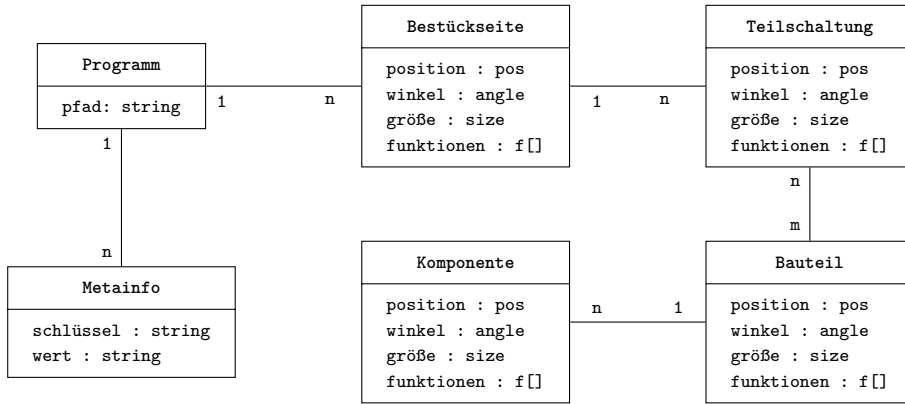 Programm
pfad: string
1
n
Bestückseite
position : pos
winkel : angle
größe : size
funktionen : f[]
1
n
Teilschaltung
position : pos
winkel : angle
größe : size
funktionen : f[]
1
n
Metainfo
schlüssel : string
wert : string
n
m
Komponente
position : pos
winkel : angle
größe : size
funktionen : f[]
n
1
Bauteil
position : pos
winkel : angle
größe : size
funktionen : f[]